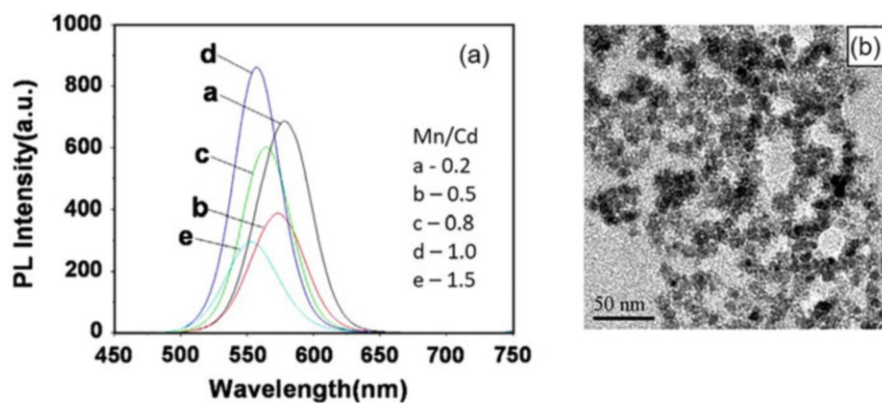 (a)
PL Intensity(a.u.)
1000
800
600
400
200
0
d
a
c
b
e
Mn/Cd
a - 0.2
b – 0.5
c – 0.8
d – 1.0
e – 1.5
450 500 550 600 650 700 750
Wavelength(nm)
(b)
50 nm